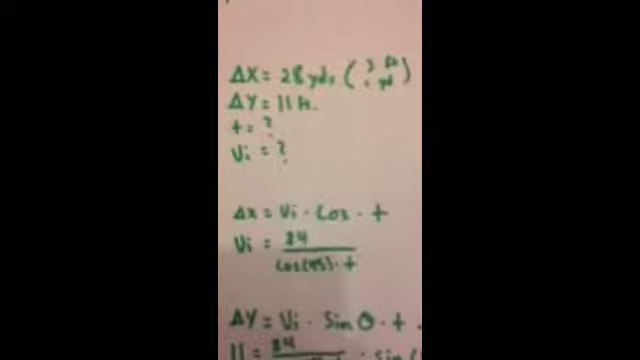 ΔX = 28 yds ( 3 ft / 1 yd )
ΔY = 11 ft.
t = ?
Vi = ?
Δx = Vi · Cos · t
Vi = 84 / cos(45) · t
ΔY = Vi · Sin θ · t
11 = 84 · sin (